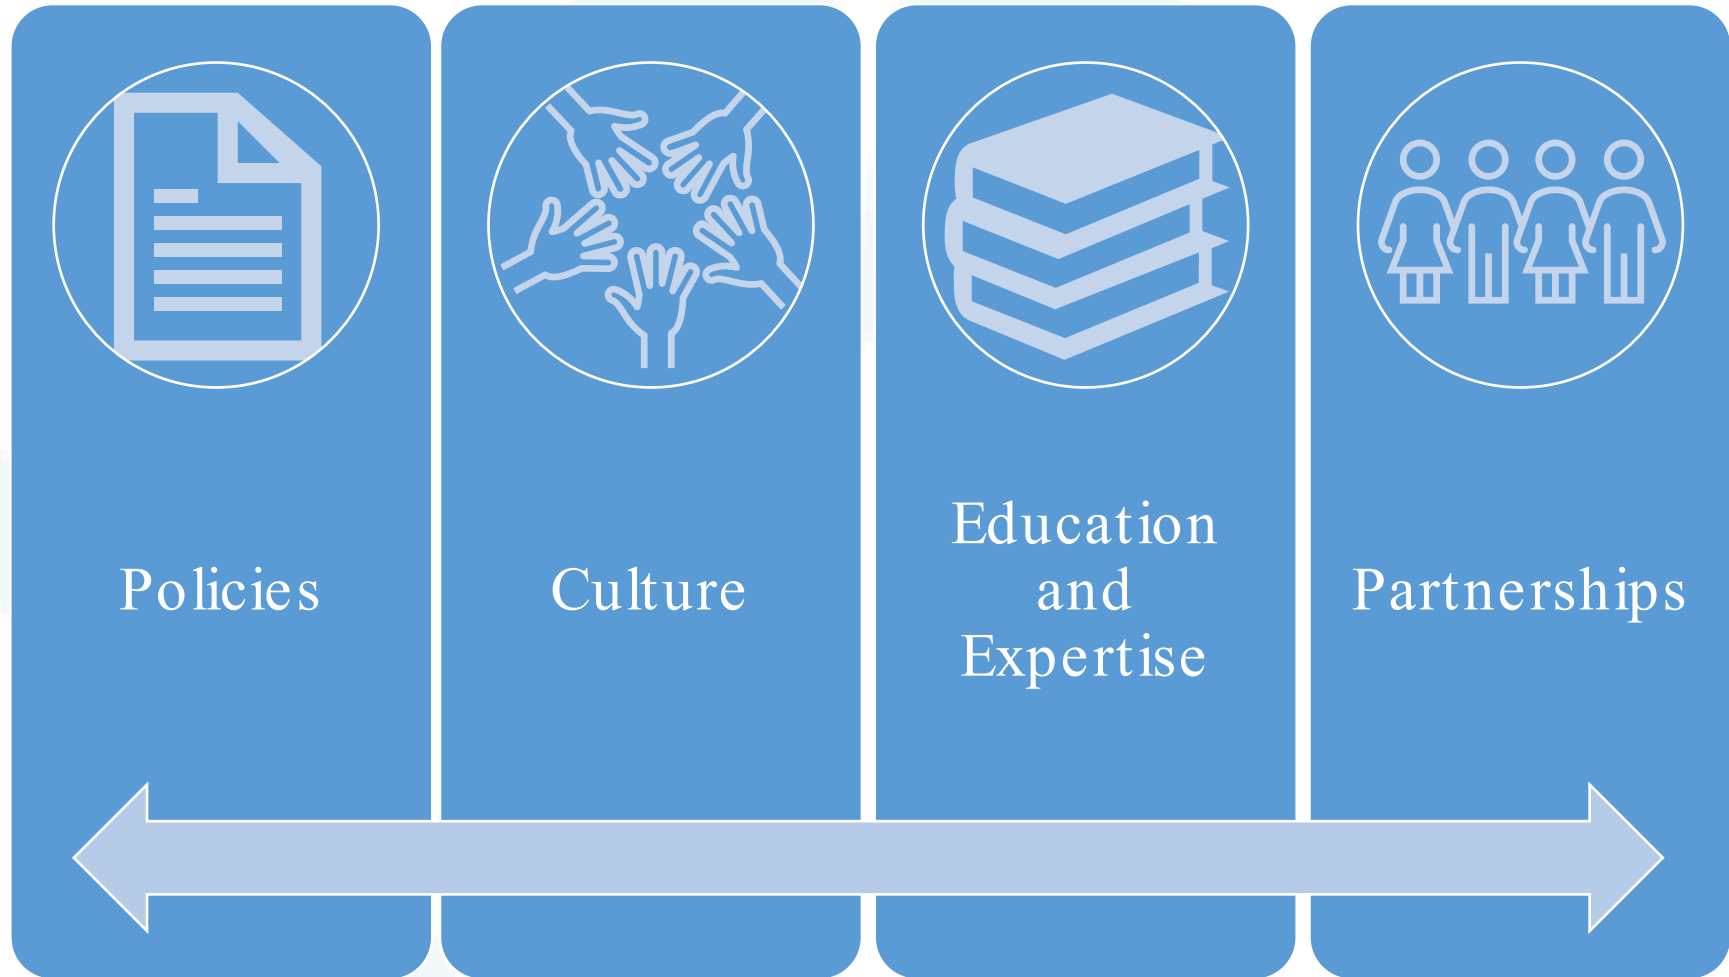 Policies
Culture
Education
and
Expertise
Partnerships